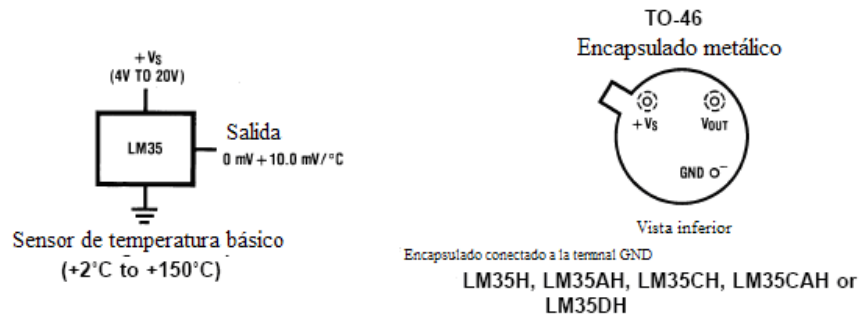 +VS
(4V TO 20V)
LM35
Salida
0 mV + 10.0 mV/°C
Sensor de temperatura básico
(+2°C to +150°C)
TO-46
Encapsulado metálico
+VS
VOUT
GND
Vista inferior
Encapsulado conectado a la temnal GND
LM35H, LM35AH, LM35CH, LM35CAH or
LM35DH